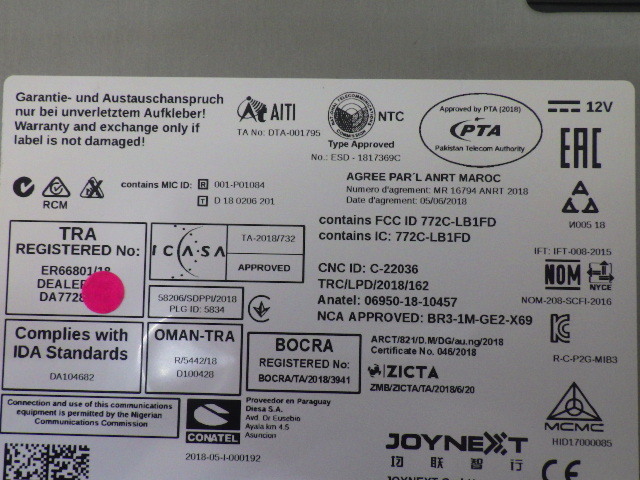 Garantie- und Austauschanspruch
nur bei unverletztem Aufkleber!
Warranty and exchange only if
label is not damaged!
AITI
TA No: DTA-001795
NTC
Type Approved
No.: ESD - 1817369C
Approved by PTA (2018)
PTA
Pakistan Telecom Authority
12V
EAC
RCM
contains MIC ID: R 001-P01084
T D 18 0206 201
AGREE PAR´L ANRT MAROC
Numero d'agrement: MR 16794 ANRT 2018
Date d'agrement: 05/06/2018
И005 18
contains FCC ID 772C-LB1FD
contains IC: 772C-LB1FD
IFT: IFT-008-2015
TRA
REGISTERED No:
ER66801/18
DEALE
DA7728
ICASA
TA-2018/732
APPROVED
CNC ID: C-22036
TRC/LPD/2018/162
Anatel: 06950-18-10457
NCA APPROVED: BR3-1M-GE2-X69
NOM
NYCE
NOM-208-SCFI-2016
58206/SDPPI/2018
PLG ID: 5834
Complies with
IDA Standards
DA104682
OMAN-TRA
R/5442/18
D100428
BOCRA
REGISTERED No:
BOCRA/TA/2018/3941
ARCT/821/D.M/DG/au.ng/2018
Certificate No. 046/2018
ZICTA
ZMB/ZICTA/TA/2018/6/20
R-C-P2G-MIB3
Connection and use of this communications
equipment is permitted by the Nigerian
Communications Commission
CONATEL
2018-05-I-000192
Proveedor en Paraguay
Diesa S.A.
Avd. Dr Eusebio
Ayala km 4.5
Asuncion
MCMC
HID17000085
JOYNEXT
联 智 行
CE